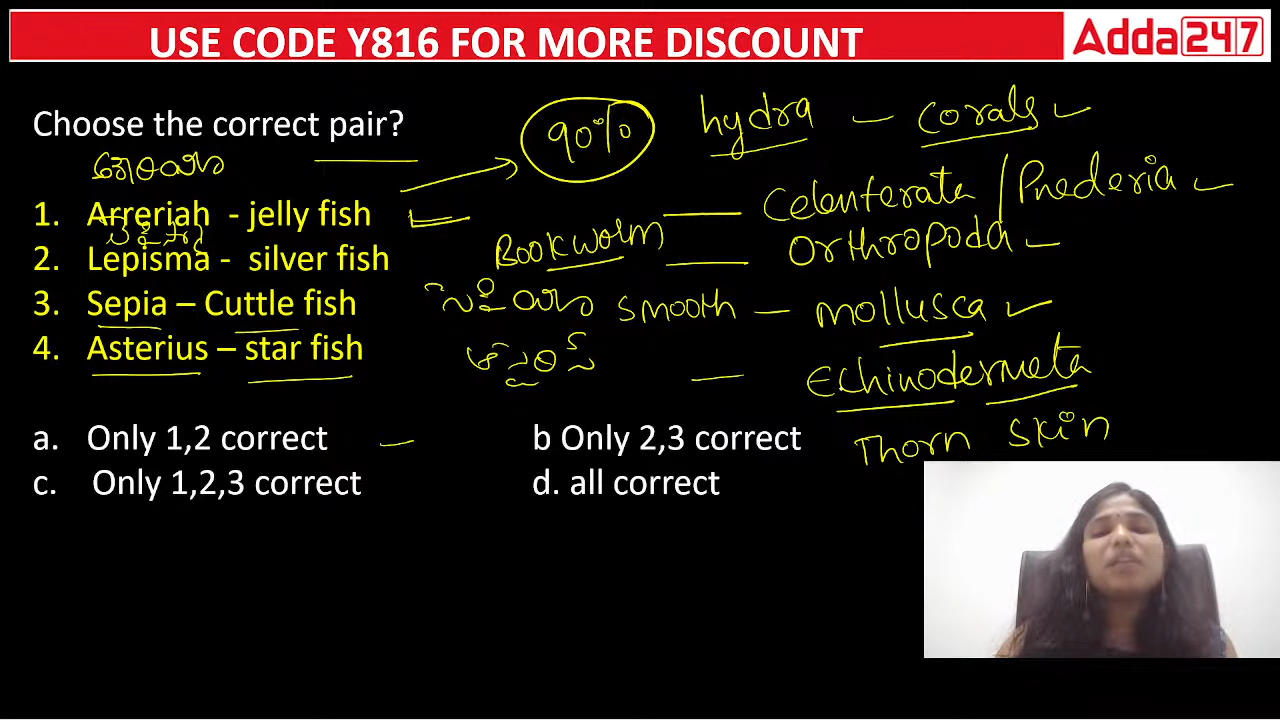 USE CODE Y816 FOR MORE DISCOUNT
Adda247
Choose the correct pair?
90%
hydra - corals
1. Arreriah - jelly fish
Celenterata / Pnederia
2. Lepisma - silver fish
Bookworm - Orthropoda
3. Sepia – Cuttle fish
smooth - mollusca
4. Asterius – star fish
- Echinodermeta
Thorn skin
a. Only 1,2 correct
b Only 2,3 correct
c. Only 1,2,3 correct
d. all correct